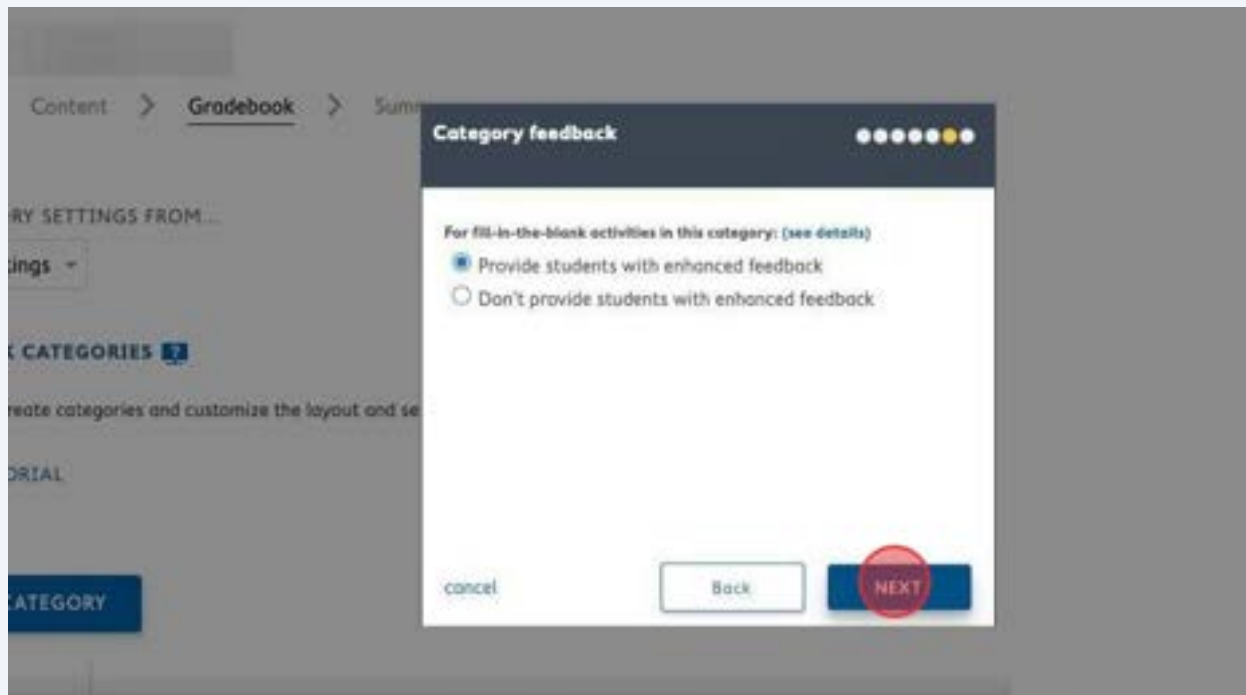 Content > Gradebook > Summ
Category feedback
RY SETTINGS FROM...
tings
For fill-in-the-blank activities in this category: (see details)
Provide students with enhanced feedback
Don't provide students with enhanced feedback
K CATEGORIES ?
reate categories and customize the layout and se
ORIAL
cancel
Back
NEXT
CATEGORY